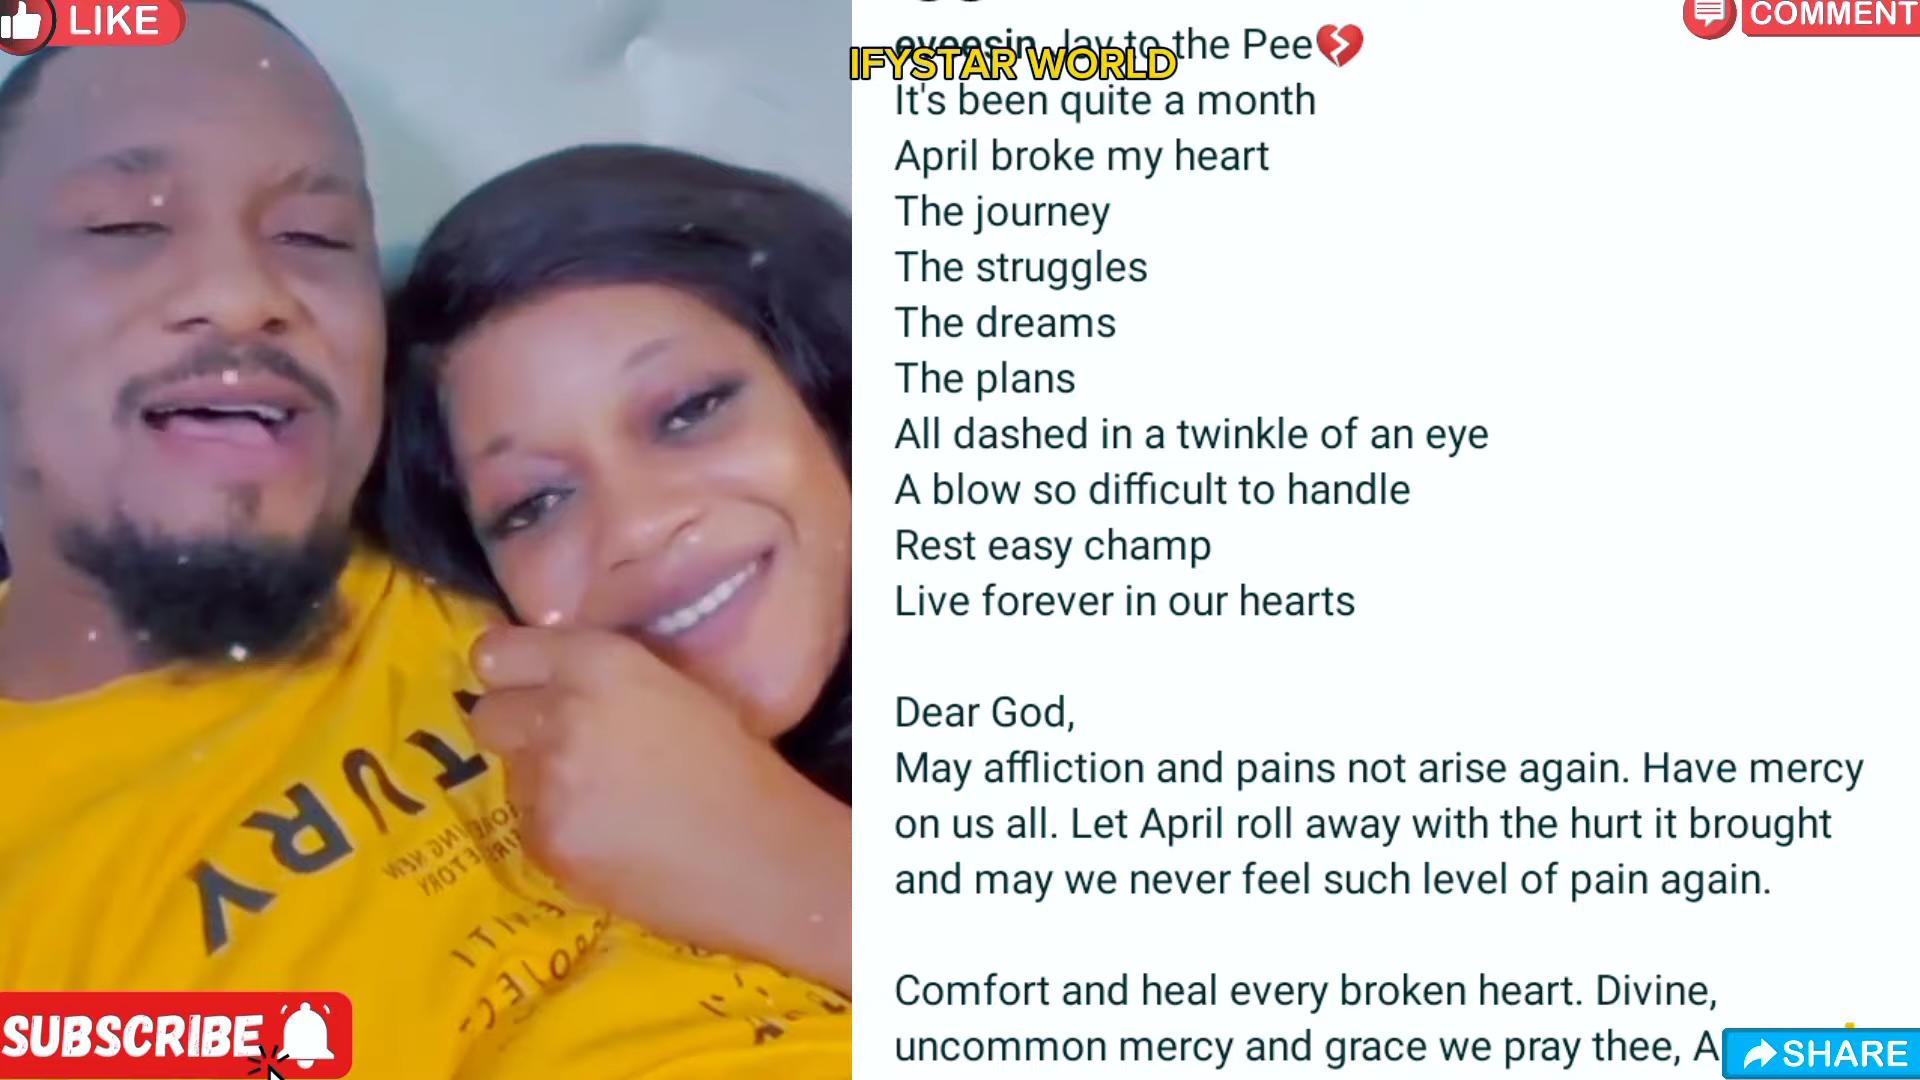 LIKE
COMMENT
eyeesin Jay to the Pee💔
IFYSTAR WORLD
It's been quite a month
April broke my heart
The journey
The struggles
The dreams
The plans
All dashed in a twinkle of an eye
A blow so difficult to handle
Rest easy champ
Live forever in our hearts
Dear God,
May affliction and pains not arise again. Have mercy
on us all. Let April roll away with the hurt it brought
and may we never feel such level of pain again.
Comfort and heal every broken heart. Divine,
uncommon mercy and grace we pray thee, A
SUBSCRIBE
SHARE
TURY